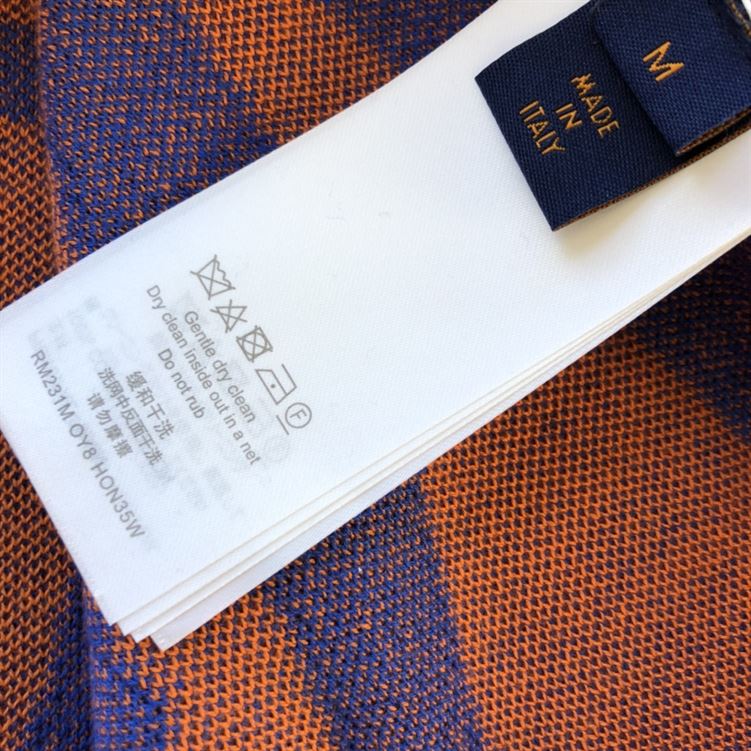 M
MADE
IN
ITALY
F
Gentle dry clean
Dry clean inside out in a net
Do not rub
缓和干洗
洗网中反面干洗
请勿摩擦
RM231M OY8 HON35W